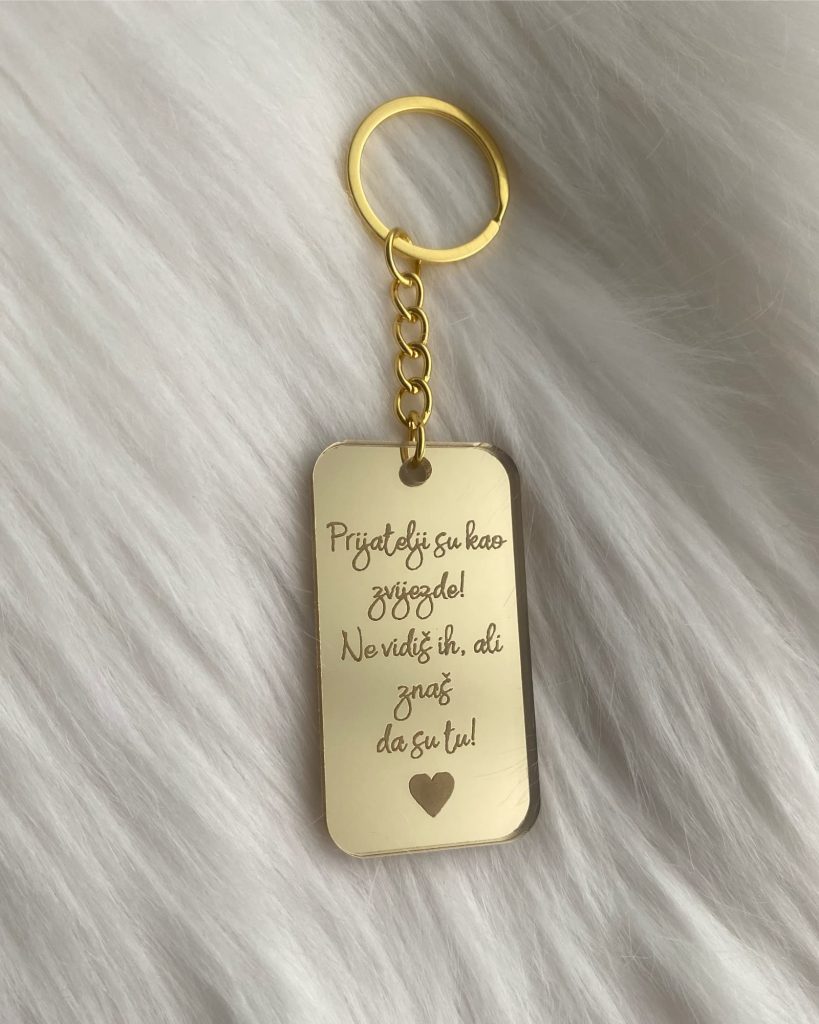 Prijatelji su kao
zvijezde!
Ne vidiš ih, ali
znaš
da su tu!